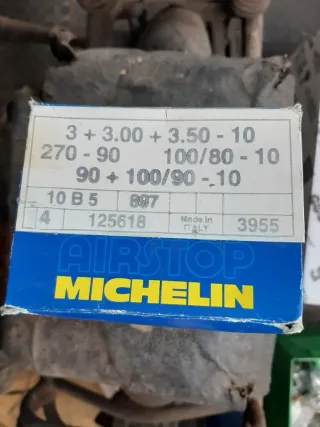 3 + 3.00 + 3.50 - 10
270 - 90 100/80 - 10
90 + 100/90 - 10
10 B 5 897
4 125618 Made in ITALY 3955
AIRSTOP
MICHELIN